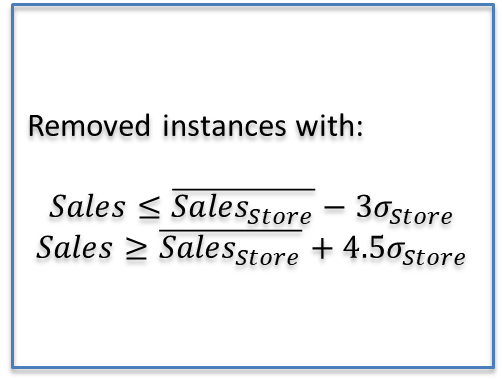 Removed instances with:
Sales ≤ \overline{Sales_{Store}} − 3σ_{Store}
Sales ≥ \overline{Sales_{Store}} + 4.5σ_{Store}